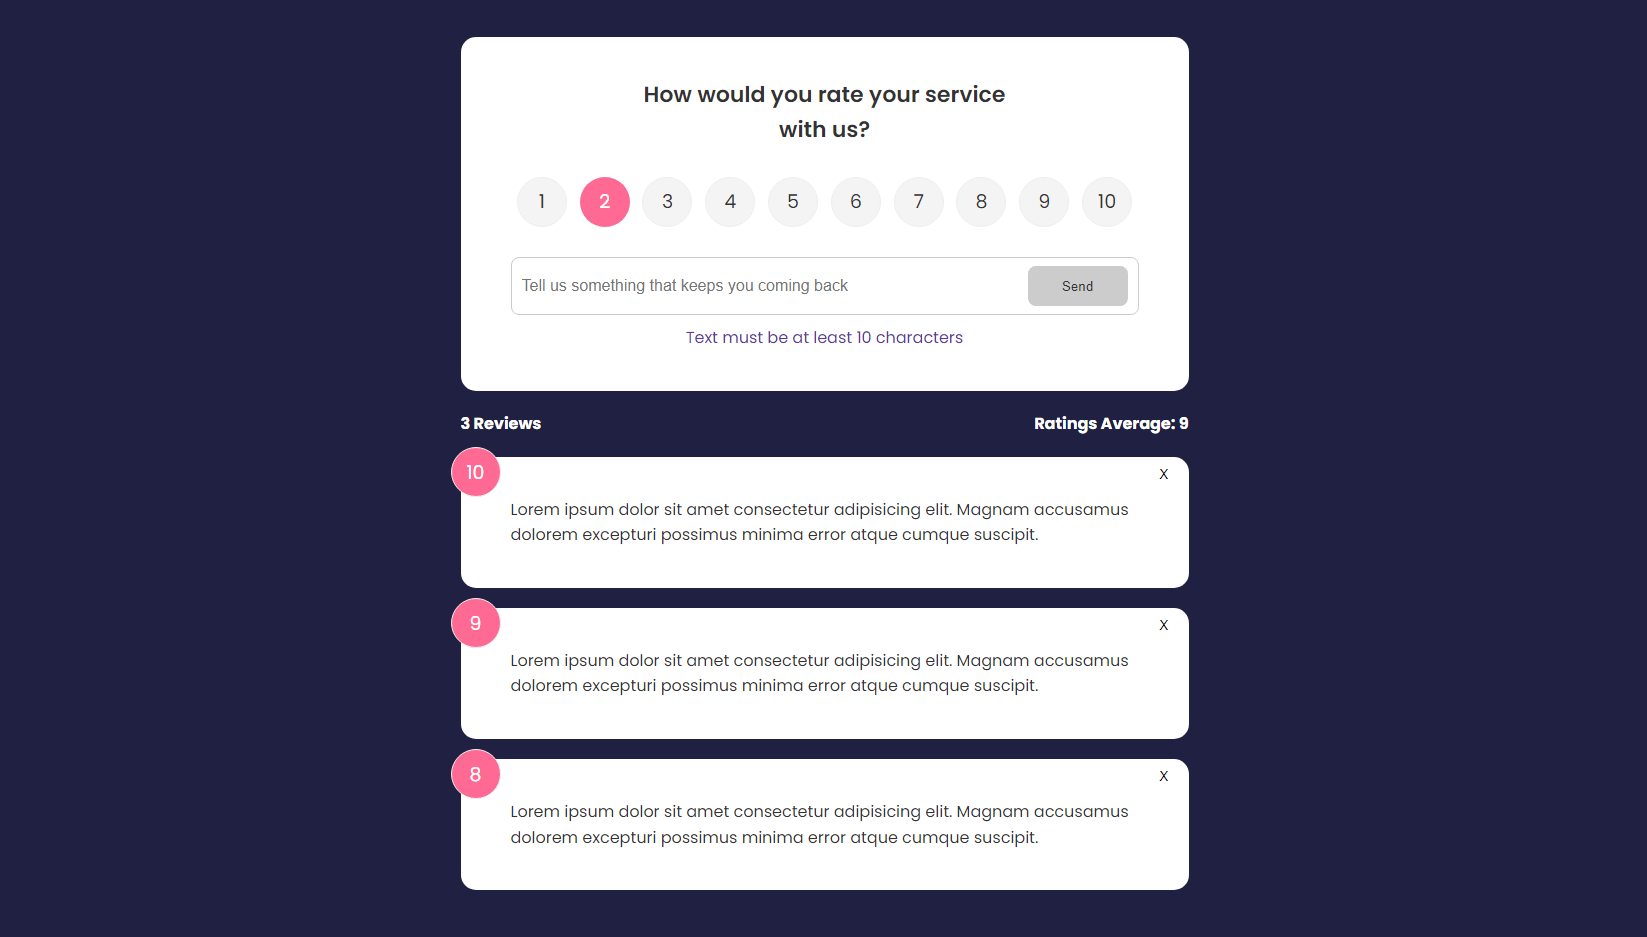 How would you rate your service
with us?
1 2 3 4 5 6 7 8 9 10
Tell us something that keeps you coming back
Send
Text must be at least 10 characters
3 Reviews
Ratings Average: 9
10
X
Lorem ipsum dolor sit amet consectetur adipisicing elit. Magnam accusamus
dolorem excepturi possimus minima error atque cumque suscipit.
9
X
Lorem ipsum dolor sit amet consectetur adipisicing elit. Magnam accusamus
dolorem excepturi possimus minima error atque cumque suscipit.
8
X
Lorem ipsum dolor sit amet consectetur adipisicing elit. Magnam accusamus
dolorem excepturi possimus minima error atque cumque suscipit.